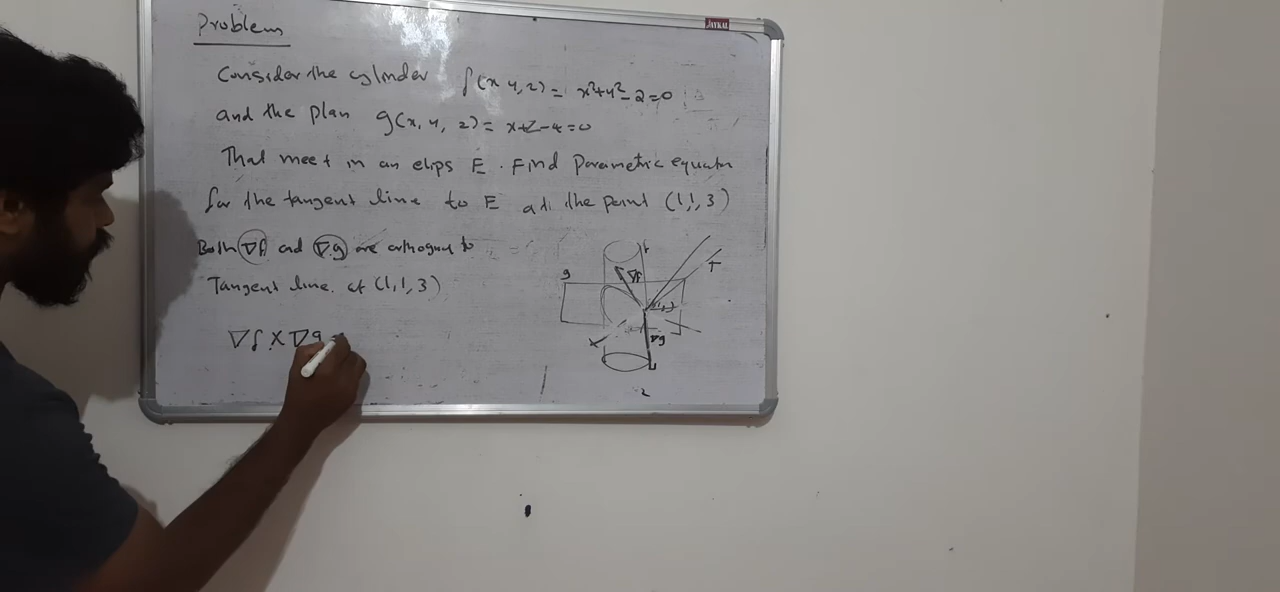 JAYKAL
Problem
Consider the cylinder f(x y, z) = x²+y²-2=0
and the plan g(x, y, z) = x+z-4=0
That meet in an elips E. Find parametric equation
for the tangent line to E at the point (1,1,3)
Both ∇f and ∇g are orthogonal to
Tangent line at (1,1,3)
∇f X ∇g =
g
f
∇f
T
∇g